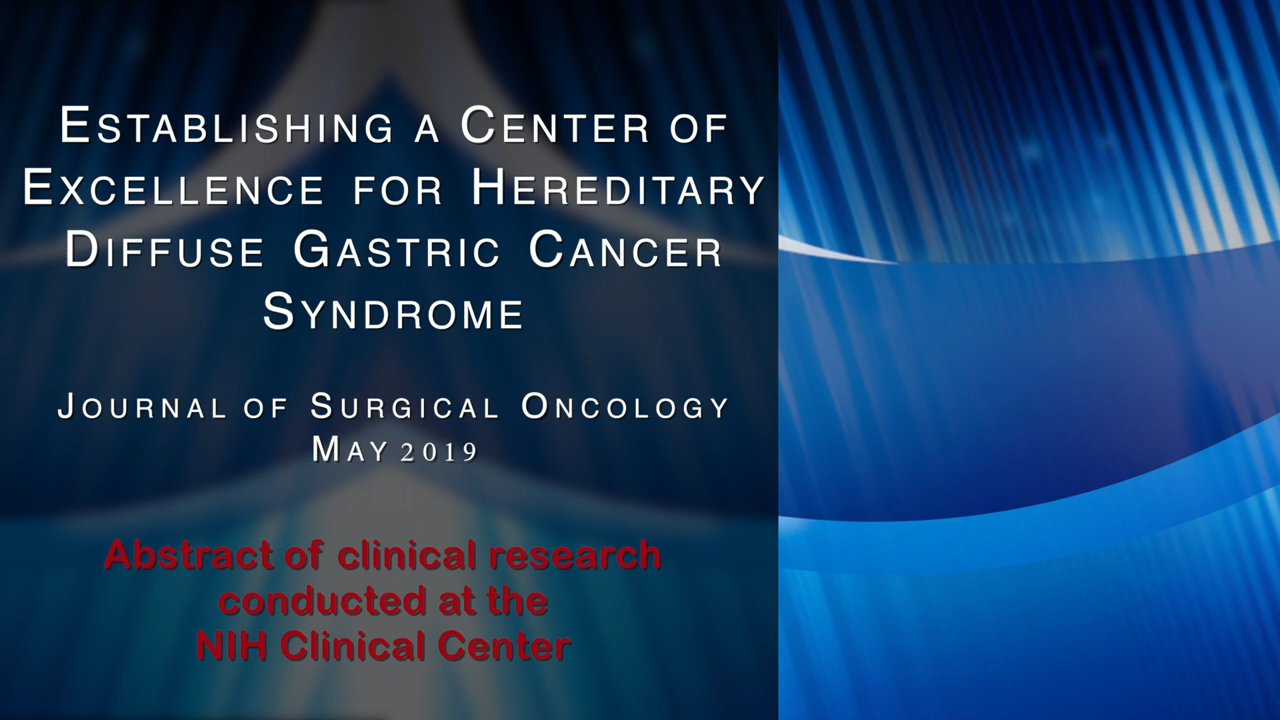 Establishing a Center of
Excellence for Hereditary
Diffuse Gastric Cancer
Syndrome
Journal of Surgical Oncology
May 2019
Abstract of clinical research
conducted at the
NIH Clinical Center